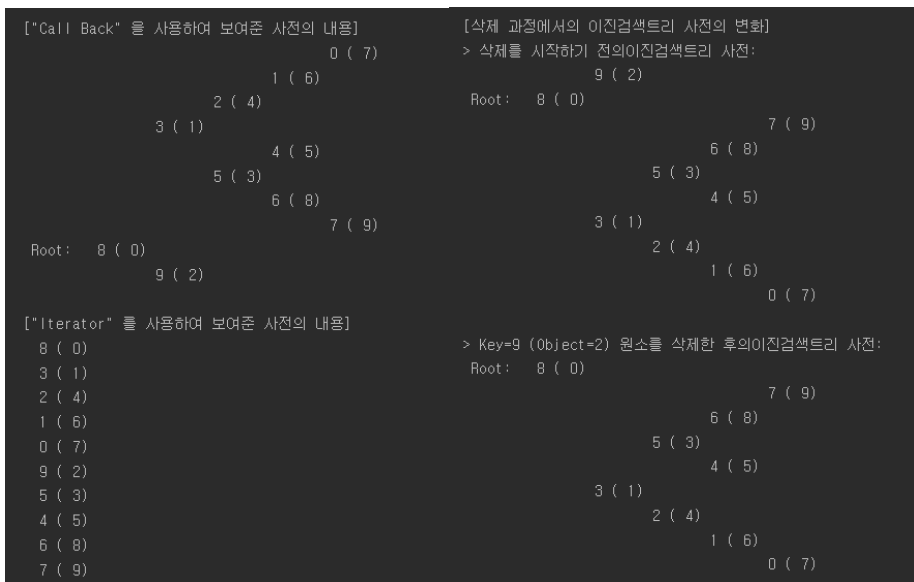 ["Call Back" 을 사용하여 보여준 사전의 내용]
0 ( 7)
1 ( 6)
2 ( 4)
3 ( 1)
4 ( 5)
5 ( 3)
6 ( 8)
7 ( 9)
Root: 8 ( 0)
9 ( 2)
["Iterator" 를 사용하여 보여준 사전의 내용]
8 ( 0)
3 ( 1)
2 ( 4)
1 ( 6)
0 ( 7)
9 ( 2)
5 ( 3)
4 ( 5)
6 ( 8)
7 ( 9)
[삭제 과정에서의 이진검색트리 사전의 변화]
> 삭제를 시작하기 전의이진검색트리 사전:
9 ( 2)
Root: 8 ( 0)
7 ( 9)
6 ( 8)
5 ( 3)
4 ( 5)
3 ( 1)
2 ( 4)
1 ( 6)
0 ( 7)
> Key=9 (Object=2) 원소를 삭제한 후의이진검색트리 사전:
Root: 8 ( 0)
7 ( 9)
6 ( 8)
5 ( 3)
4 ( 5)
3 ( 1)
2 ( 4)
1 ( 6)
0 ( 7)